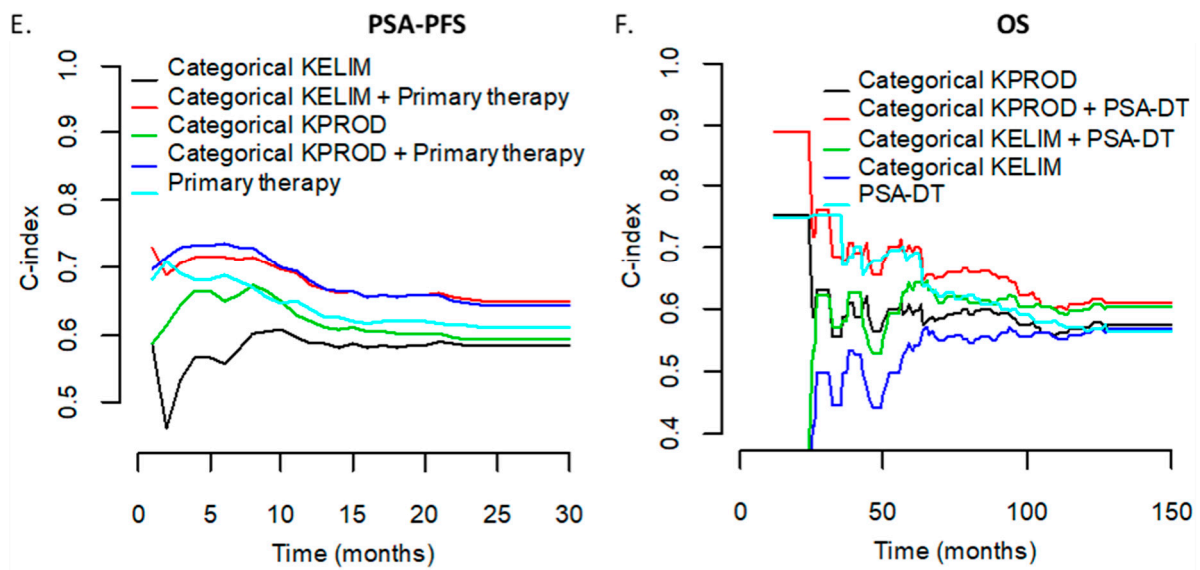 E.
PSA-PFS
C-index
1.0
0.9
0.8
0.7
0.6
0.5
Categorical KELIM
Categorical KELIM + Primary therapy
Categorical KPROD
Categorical KPROD + Primary therapy
Primary therapy
0 5 10 15 20 25 30
Time (months)
F.
OS
C-index
1.0
0.9
0.8
0.7
0.6
0.5
0.4
Categorical KPROD
Categorical KPROD + PSA-DT
Categorical KELIM + PSA-DT
Categorical KELIM
PSA-DT
0 50 100 150
Time (months)